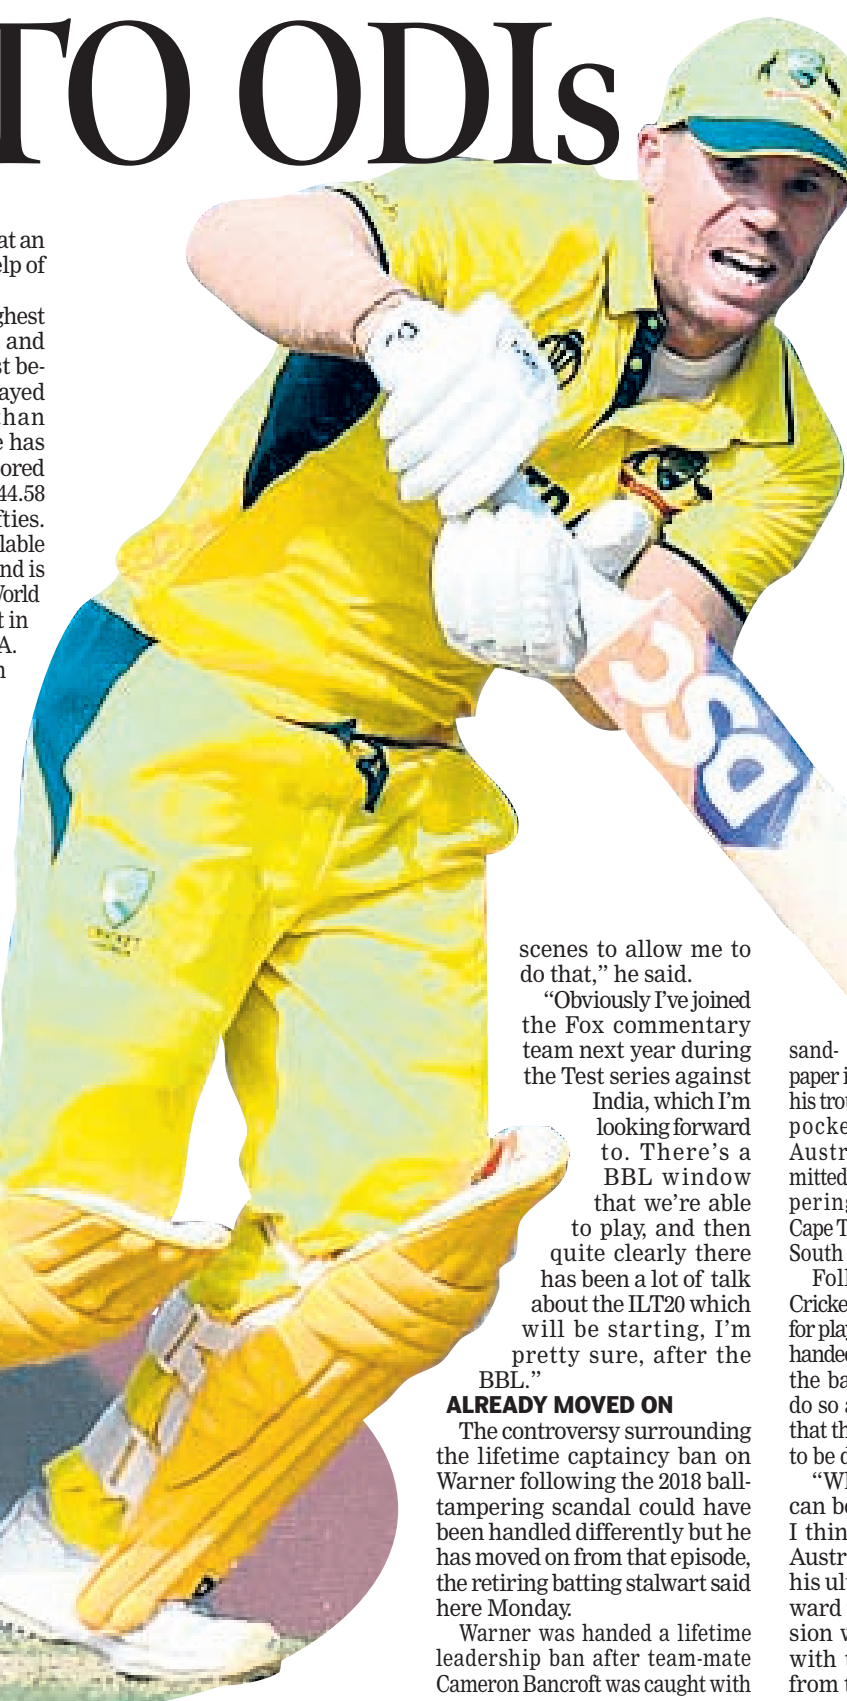 TO ODIs
at an
elp of
ghest
and
st be-
ayed
than
e has
ored
44.58
fties.
lable
nd is
World
t in
A.
n
DSC
CRICKET
scenes to allow me to
do that,” he said.
“Obviously I’ve joined
the Fox commentary
team next year during
the Test series against
India, which I’m
looking forward
to. There’s a
BBL window
that we’re able
to play, and then
quite clearly there
has been a lot of talk
about the ILT20 which
will be starting, I’m
pretty sure, after the
BBL.”
ALREADY MOVED ON
The controversy surrounding
the lifetime captaincy ban on
Warner following the 2018 ball-
tampering scandal could have
been handled differently but he
has moved on from that episode,
the retiring batting stalwart said
here Monday.
Warner was handed a lifetime
leadership ban after team-mate
Cameron Bancroft was caught with
sand-
paper i
his trou
pocke
Austr
mitted
pering
Cape T
South
Foll
Cricke
for play
handed
the ba
do so a
that th
to be d
“Wh
can be
I thin
Austr
his ult
ward
sion v
with t
from t